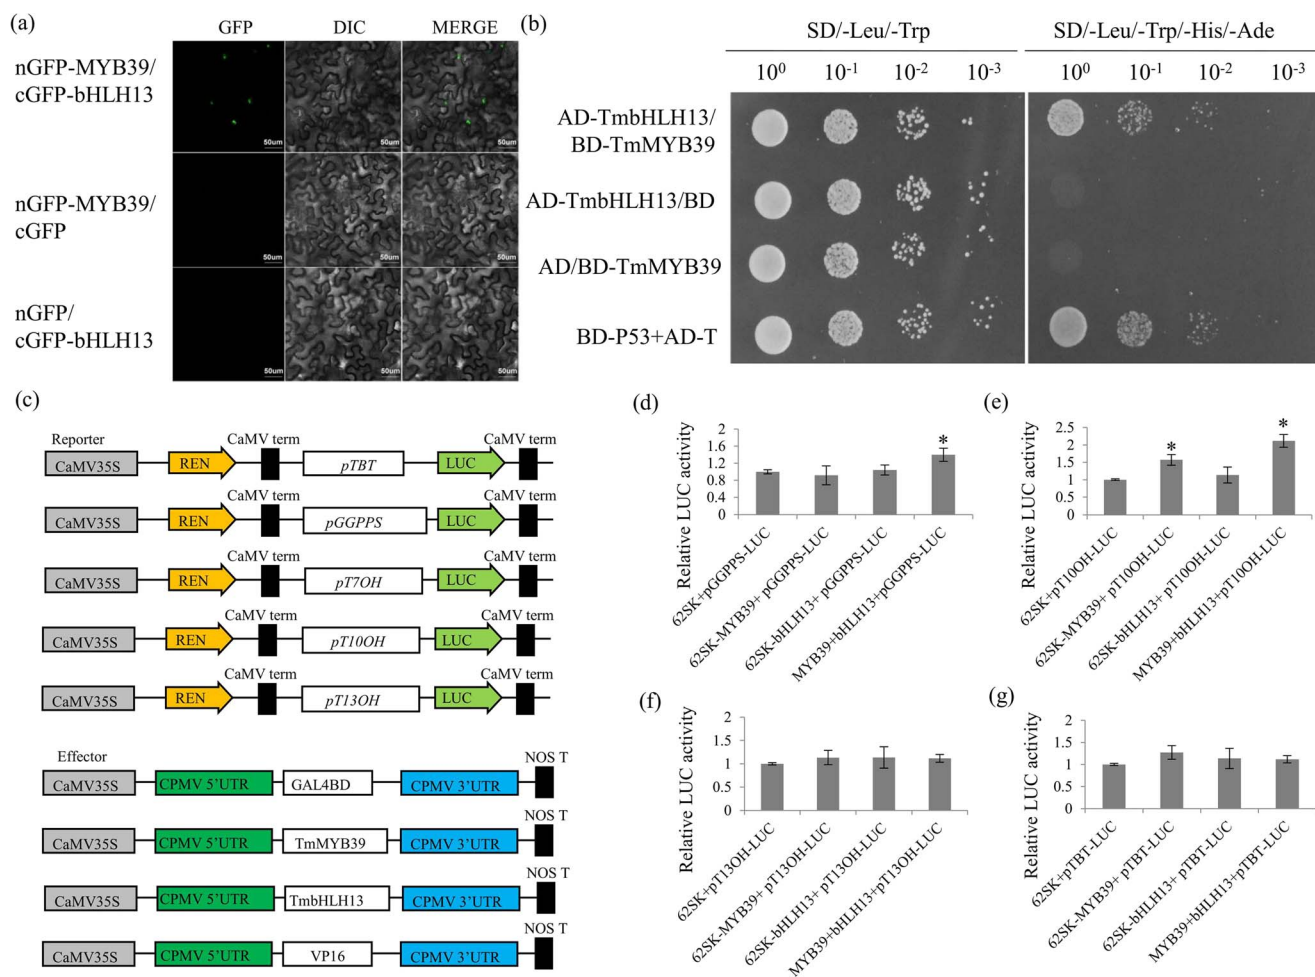 (a)
GFP DIC MERGE
nGFP-MYB39/
cGFP-bHLH13
50um 50um 50um
nGFP-MYB39/
cGFP
50um 50um 50um
nGFP/
cGFP-bHLH13
50um 50um 50um
(b)
SD/-Leu/-Trp SD/-Leu/-Trp/-His/-Ade
10⁰ 10⁻¹ 10⁻² 10⁻³ 10⁰ 10⁻¹ 10⁻² 10⁻³
AD-TmbHLH13/
BD-TmMYB39
AD-TmbHLH13/BD
AD/BD-TmMYB39
BD-P53+AD-T
(c)
Reporter CaMV term CaMV term
CaMV35S REN pTBT LUC
CaMV term CaMV term
CaMV35S REN pGGPPS LUC
CaMV term CaMV term
CaMV35S REN pT7OH LUC
CaMV term CaMV term
CaMV35S REN pT10OH LUC
CaMV term CaMV term
CaMV35S REN pT13OH LUC
Effector NOS T
CaMV35S CPMV 5'UTR GAL4BD CPMV 3'UTR
NOS T
CaMV35S CPMV 5'UTR TmMYB39 CPMV 3'UTR
NOS T
CaMV35S CPMV 5'UTR TmbHLH13 CPMV 3'UTR
NOS T
CaMV35S CPMV 5'UTR VP16 CPMV 3'UTR
(d)
Relative LUC activity
2
1.6
1.2
0.8
0.4
0
*
62SK+pGGPPS-LUC
62SK-MYB39+ pGGPPS-LUC
62SK-bHLH13+ pGGPPS-LUC
MYB39+bHLH13+pGGPPS-LUC
(e)
Relative LUC activity
2.5
2
1.5
1
0.5
0
* *
62SK+pT10OH-LUC
62SK-MYB39+ pT10OH-LUC
62SK-bHLH13+ pT10OH-LUC
MYB39+bHLH13+pT10OH-LUC
(f)
Relative LUC activity
2
1.5
1
0.5
0
62SK+pT13OH-LUC
62SK-MYB39+ pT13OH-LUC
62SK-bHLH13+ pT13OH-LUC
MYB39+bHLH13+pT13OH-LUC
(g)
Relative LUC activity
2
1.5
1
0.5
0
62SK+pTBT-LUC
62SK-MYB39+ pTBT-LUC
62SK-bHLH13+ pTBT-LUC
MYB39+bHLH13+pTBT-LUC